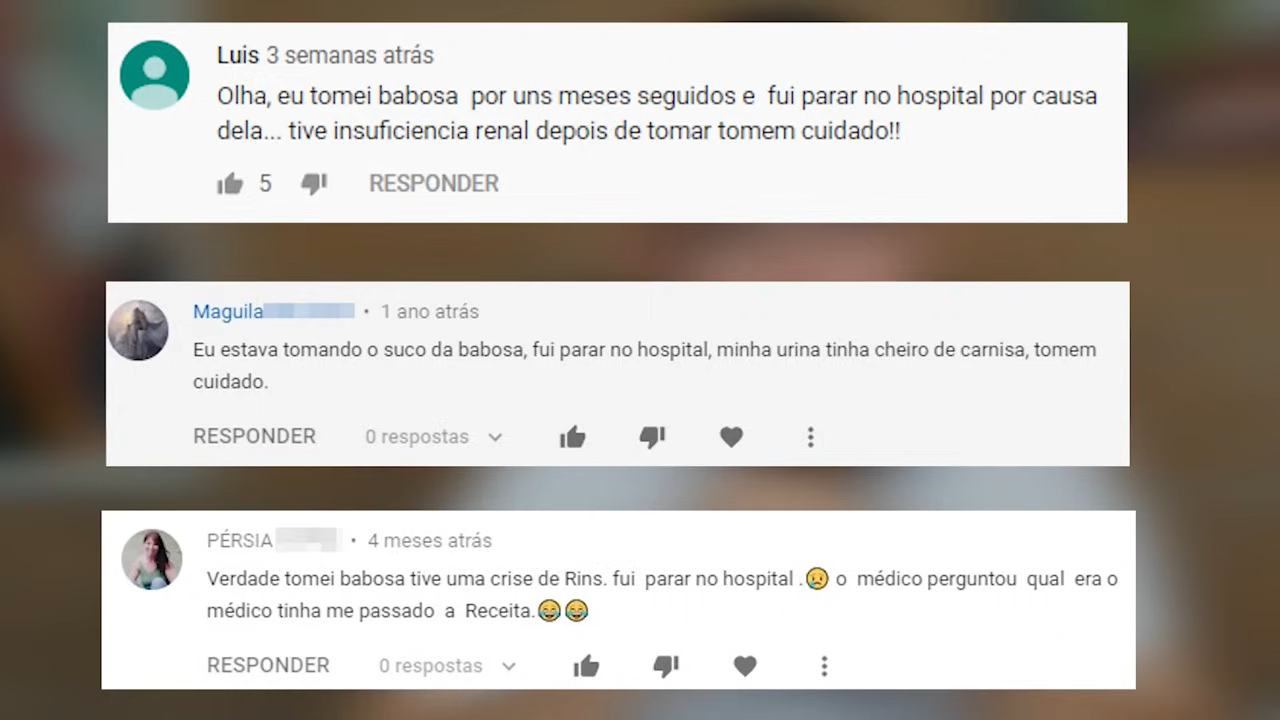 Luis 3 semanas atrás
Olha, eu tomei babosa por uns meses seguidos e fui parar no hospital por causa
dela... tive insuficiencia renal depois de tomar tomem cuidado!!
5 RESPONDER
Maguila • 1 ano atrás
Eu estava tomando o suco da babosa, fui parar no hospital, minha urina tinha cheiro de carnisa, tomem
cuidado.
RESPONDER 0 respostas
PÉRSIA • 4 meses atrás
Verdade tomei babosa tive uma crise de Rins. fui parar no hospital .😢 o médico perguntou qual era o
médico tinha me passado a Receita.😂😂
RESPONDER 0 respostas